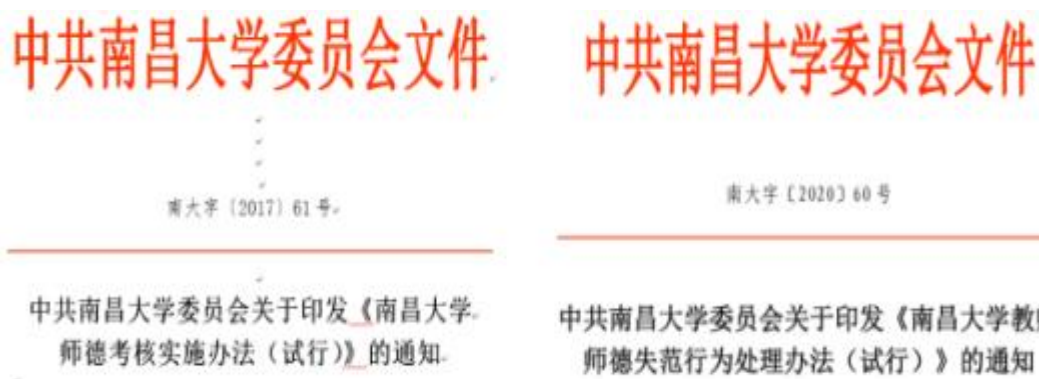 中共南昌大学委员会文件
南大字〔2017〕61号
中共南昌大学委员会关于印发《南昌大学
师德考核实施办法（试行）》的通知
中共南昌大学委员会文件
南大字〔2020〕60号
中共南昌大学委员会关于印发《南昌大学教师
师德失范行为处理办法（试行）》的通知